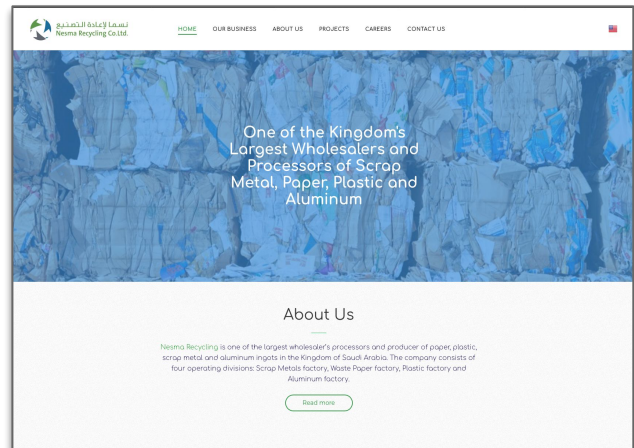 نسما لإعادة التصنيع
Nesma Recycling Co.Ltd.
HOME OUR BUSINESS ABOUT US PROJECTS CAREERS CONTACT US
One of the Kingdom's
Largest Wholesalers and
Processors of Scrap
Metal, Paper, Plastic and
Aluminum
About Us
Nesma Recycling is one of the largest wholesaler's processors and producer of paper, plastic,
scrap metal and aluminum ingots in the Kingdom of Saudi Arabia. The company consists of
four operating divisions: Scrap Metals factory, Waste Paper factory, Plastic factory and
Aluminum factory.
Read more